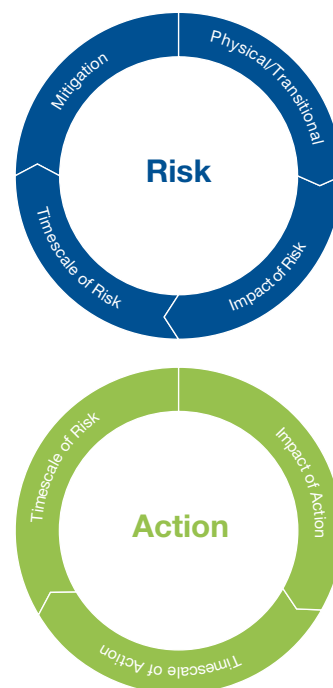 Physical/Transitional
Impact of Risk
Timescale of Risk
Mitigation
Risk
Impact of Action
Timescale of Action
Timescale of Risk
Action